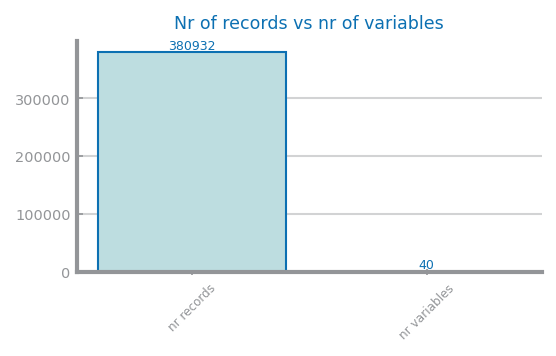 Nr of records vs nr of variables
380932
300000
200000
100000
0
40
nr records
nr variables